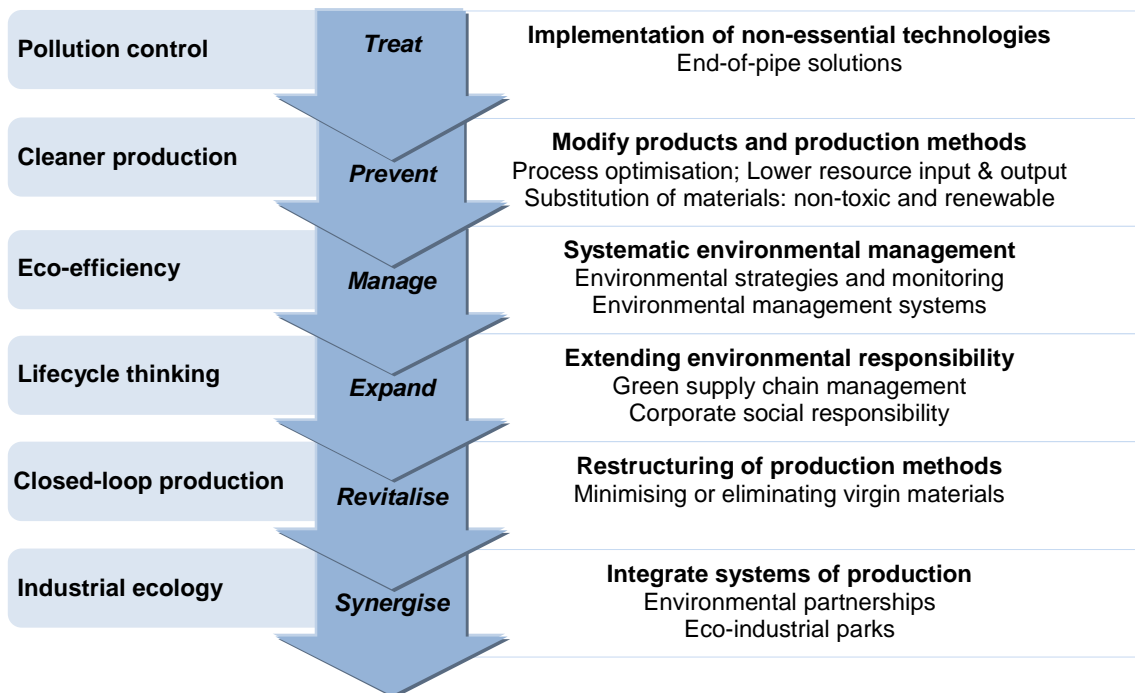 Pollution control
Treat
Implementation of non-essential technologies
End-of-pipe solutions
Cleaner production
Prevent
Modify products and production methods
Process optimisation; Lower resource input & output
Substitution of materials: non-toxic and renewable
Eco-efficiency
Manage
Systematic environmental management
Environmental strategies and monitoring
Environmental management systems
Lifecycle thinking
Expand
Extending environmental responsibility
Green supply chain management
Corporate social responsibility
Closed-loop production
Revitalise
Restructuring of production methods
Minimising or eliminating virgin materials
Industrial ecology
Synergise
Integrate systems of production
Environmental partnerships
Eco-industrial parks